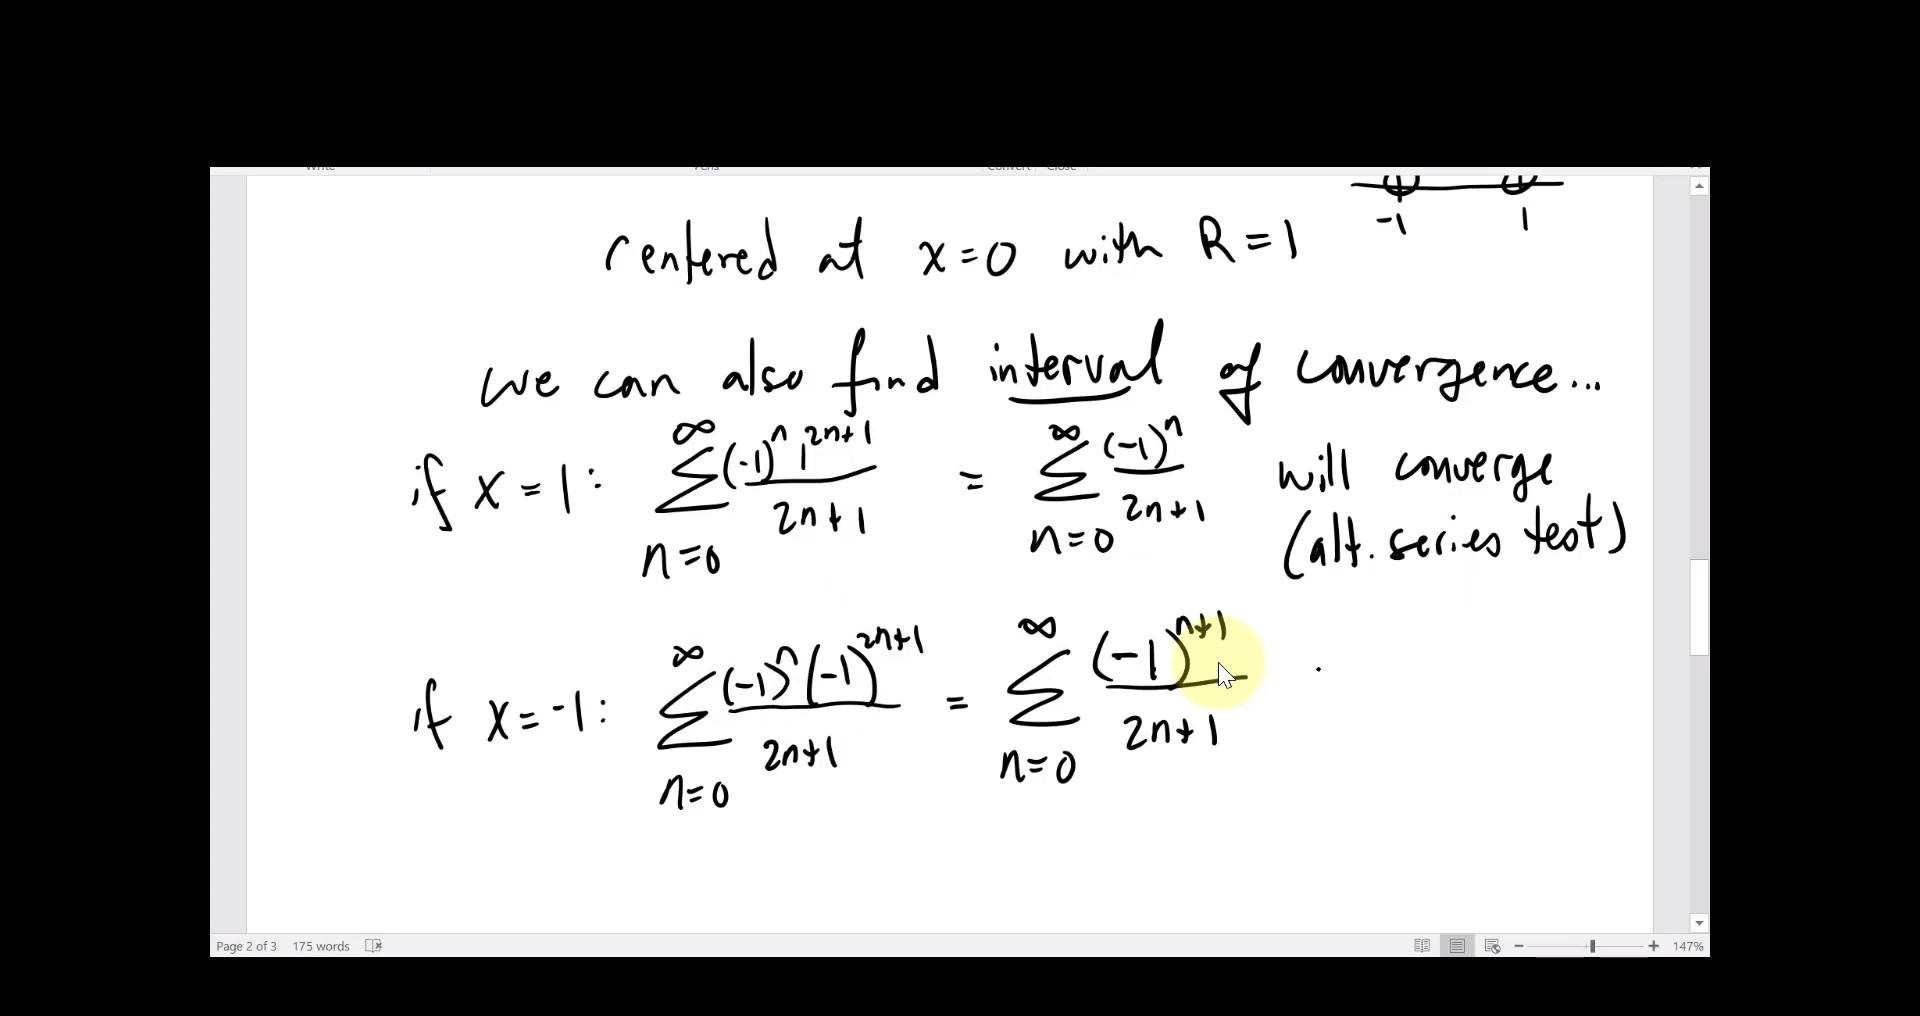 -1 1
centered at x=0 with R=1
we can also find interval of convergence...
if x=1: ∑_{n=0}^{∞} (-1)^n 1^{2n+1} / 2n+1 = ∑_{n=0}^{∞} (-1)^n / 2n+1 will converge
(alt. series test)
if x=-1: ∑_{n=0}^{∞} (-1)^n (-1)^{2n+1} / 2n+1 = ∑_{n=0}^{∞} (-1)^{n+1} / 2n+1
Page 2 of 3 175 words 147%